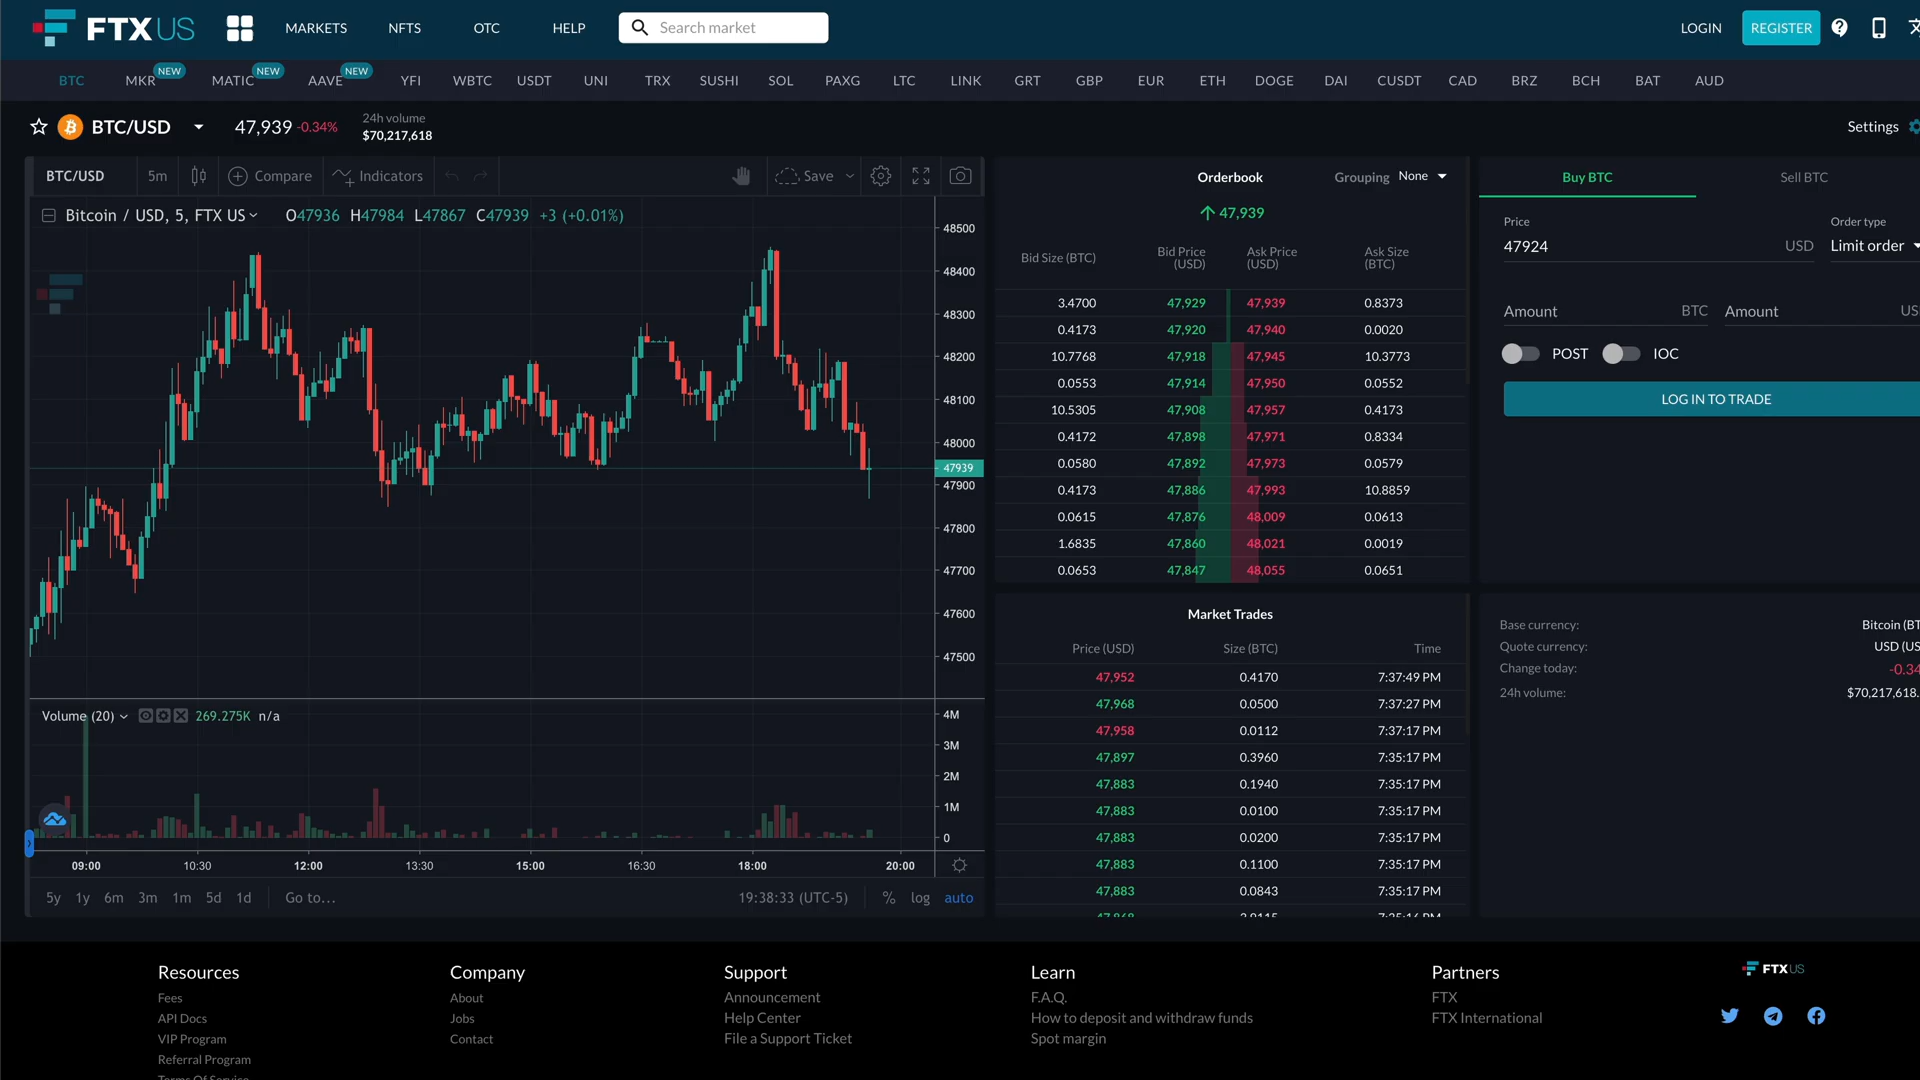 FTX US
MARKETS NFTS OTC HELP Search market LOGIN REGISTER
BTC MKR NEW MATIC NEW AAVE NEW YFI WBTC USDT UNI TRX SUSHI SOL PAXG LTC LINK GRT GBP EUR ETH DOGE DAI CUSDT CAD BRZ BCH BAT AUD
BTC/USD 47,939 -0.34% 24h volume
$70,217,618
Settings
BTC/USD 5m Compare Indicators Save
Bitcoin / USD, 5, FTX US O47936 H47984 L47867 C47939 +3 (+0.01%)
48500
48400
48300
48200
48100
48000
47939
47900
47800
47700
47600
47500
Volume (20) 269.275K n/a
4M
3M
2M
1M
0
09:00 10:30 12:00 13:30 15:00 16:30 18:00 20:00
5y 1y 6m 3m 1m 5d 1d Go to... 19:38:33 (UTC-5) % log auto
Orderbook Grouping None
47,939
Bid Size (BTC) Bid Price (USD) Ask Price (USD) Ask Size (BTC)
3.4700 47,929 47,939 0.8373
0.4173 47,920 47,940 0.0020
10.7768 47,918 47,945 10.3773
0.0553 47,914 47,950 0.0552
10.5305 47,908 47,957 0.4173
0.4172 47,898 47,971 0.8334
0.0580 47,892 47,973 0.0579
0.4173 47,886 47,993 10.8859
0.0615 47,876 48,009 0.0613
1.6835 47,860 48,021 0.0019
0.0653 47,847 48,055 0.0651
Market Trades
Price (USD) Size (BTC) Time
47,952 0.4170 7:37:49 PM
47,968 0.0500 7:37:27 PM
47,958 0.0112 7:37:17 PM
47,897 0.3960 7:35:17 PM
47,883 0.1940 7:35:17 PM
47,883 0.0100 7:35:17 PM
47,883 0.0200 7:35:17 PM
47,883 0.1100 7:35:17 PM
47,883 0.0843 7:35:17 PM
Buy BTC Sell BTC
Price Order type
47924 USD Limit order
Amount BTC Amount US
POST IOC
LOG IN TO TRADE
Base currency: Bitcoin (BT
Quote currency: USD (US
Change today: -0.34
24h volume: $70,217,618.
Resources
Fees
API Docs
VIP Program
Referral Program
Terms Of Service
Company
About
Jobs
Contact
Support
Announcement
Help Center
File a Support Ticket
Learn
F.A.Q.
How to deposit and withdraw funds
Spot margin
Partners
FTX
FTX International
FTX US